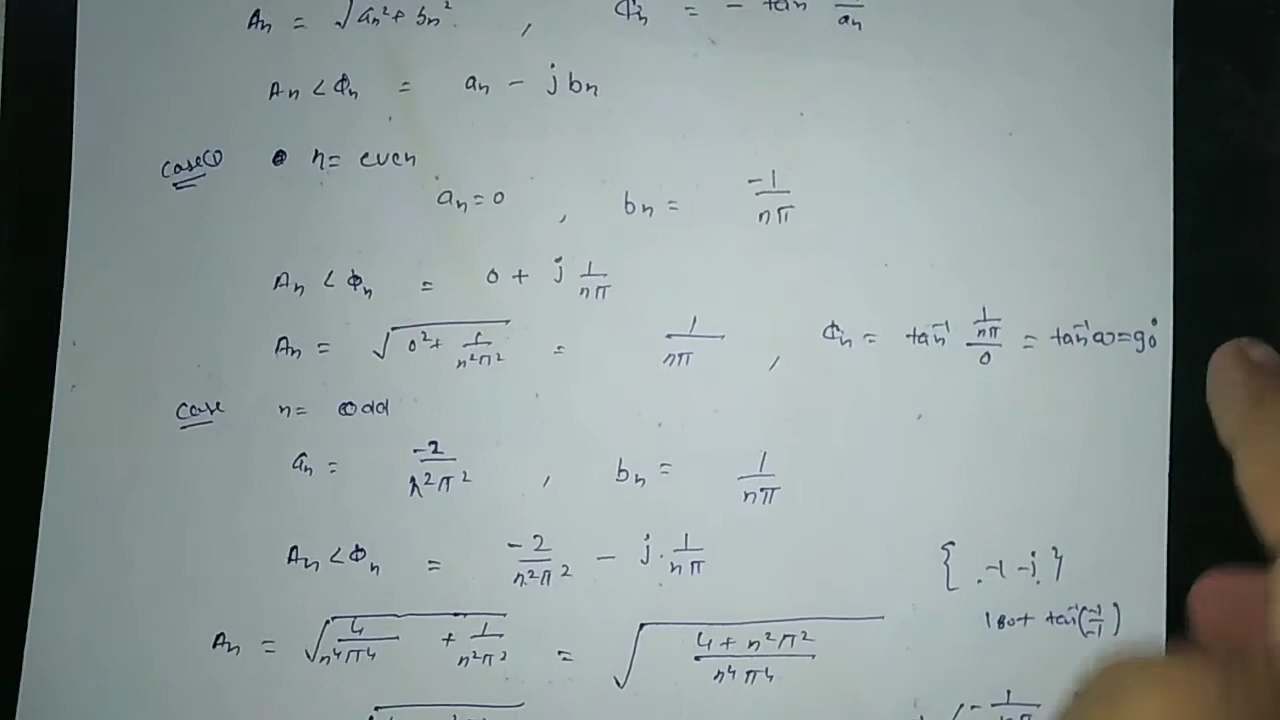 An = √an² + bn² , Φn = - tan / an
An ∠Φn = an - j bn
Case① n= even
an=0 , bn = -1/nπ
An ∠Φn = 0 + j 1/nπ
An = √0²+ 1/n²π² = 1/nπ , Φn = tan⁻¹ (1/nπ)/0 = tan⁻¹∞=90°
Case n= odd
an = -2/n²π² , bn = 1/nπ
An ∠Φn = -2/n²π² - j. 1/nπ { -1-j }
180+ tan⁻¹(-1/-1)
An = √4/n⁴π⁴ + 1/n²π² = √4+n²π²/n⁴π⁴